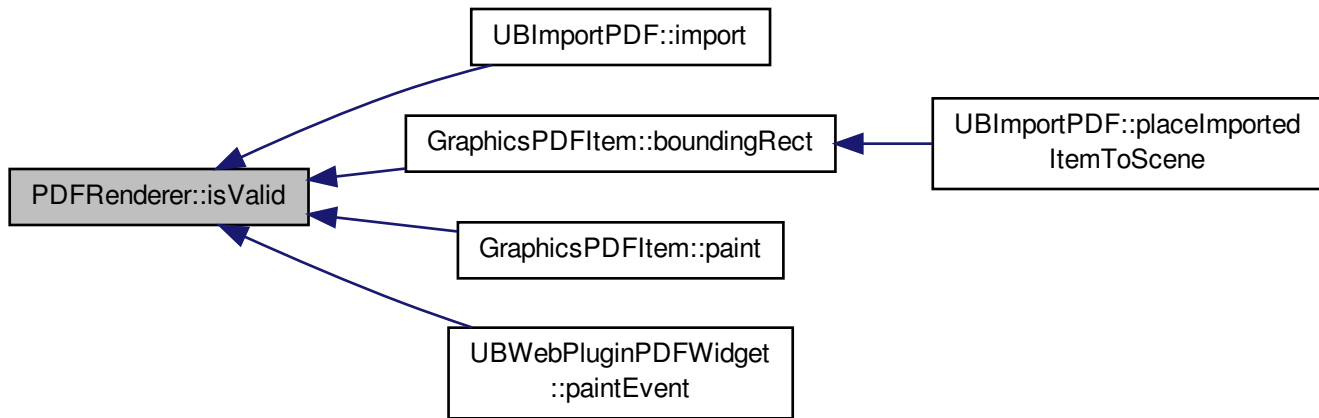 UBImportPDF::import
GraphicsPDFItem::boundingRect
UBImportPDF::placeImported
ItemToScene
PDFRenderer::isValid
GraphicsPDFItem::paint
UBWebPluginPDFWidget
::paintEvent